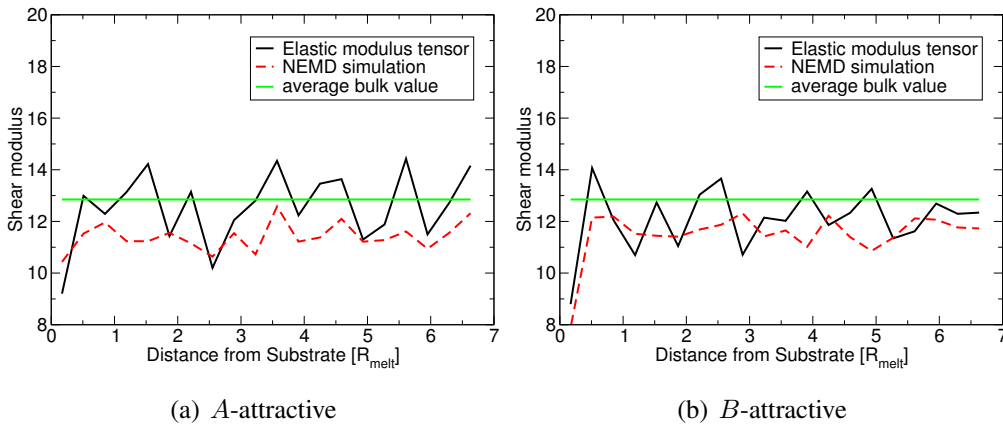 20
18
16
14
12
10
8
Shear modulus
Elastic modulus tensor
NEMD simulation
average bulk value
0 1 2 3 4 5 6 7
Distance from Substrate [R_melt]
(a) A-attractive
20
18
16
14
12
10
8
Shear modulus
Elastic modulus tensor
NEMD simulation
average bulk value
0 1 2 3 4 5 6 7
Distance from Substrate [R_melt]
(b) B-attractive